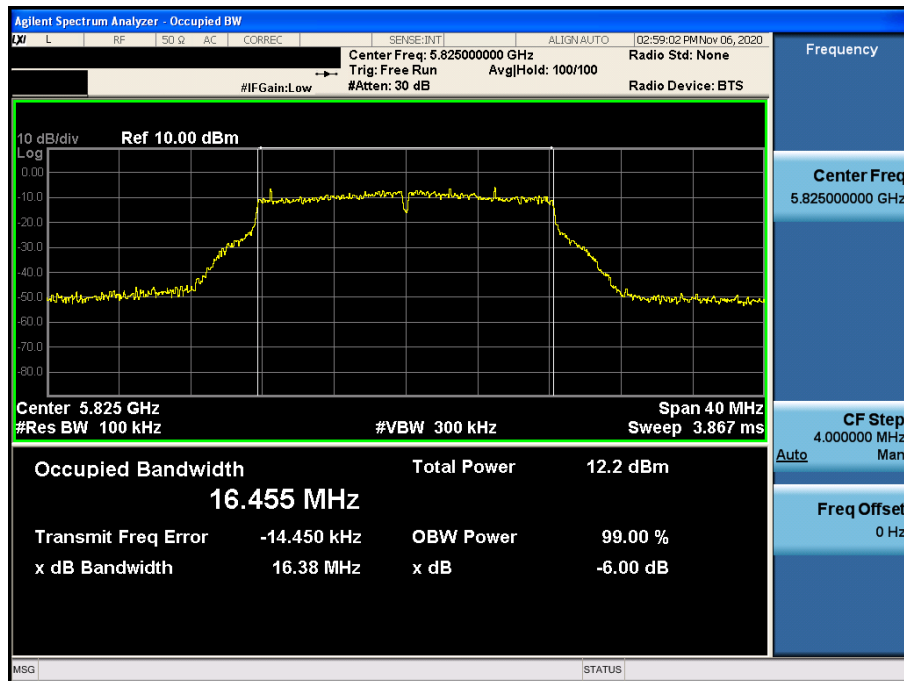 Agilent Spectrum Analyzer - Occupied BW
LXI L RF 50 Ω AC CORREC SENSE:INT ALIGN AUTO 02:59:02 PM Nov 06, 2020
Center Freq: 5.825000000 GHz Radio Std: None
Trig: Free Run Avg|Hold: 100/100
#IFGain:Low #Atten: 30 dB Radio Device: BTS
10 dB/div Ref 10.00 dBm
Log
0.00
-10.0
-20.0
-30.0
-40.0
-50.0
-60.0
-70.0
-80.0
Center 5.825 GHz Span 40 MHz
#Res BW 100 kHz #VBW 300 kHz Sweep 3.867 ms
Occupied Bandwidth Total Power 12.2 dBm
16.455 MHz
Transmit Freq Error -14.450 kHz OBW Power 99.00 %
x dB Bandwidth 16.38 MHz x dB -6.00 dB
MSG STATUS
Frequency
Center Freq
5.825000000 GHz
CF Step
4.000000 MHz
Auto Man
Freq Offset
0 Hz